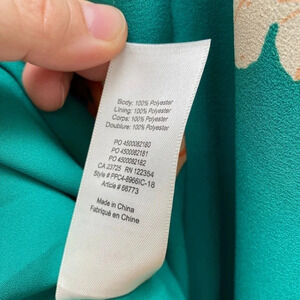 Body: 100% Polyester
Lining: 100% Polyester
Corps: 100% Polyester
Doublure: 100% Polyester
PO 4500082180
PO 4500082181
PO 4500082182
CA 23725 RN 122354
Style # PFC4-8966IC-18
Article # 66773
Made in China
Fabriqué en Chine